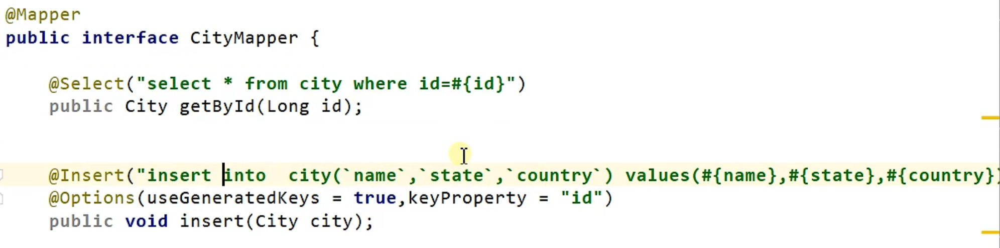 @Mapper
public interface CityMapper {
@Select("select * from city where id=#{id}")
public City getById(Long id);
@Insert("insert into  city(`name`,`state`,`country`) values(#{name},#{state},#{country})
@Options(useGeneratedKeys = true,keyProperty = "id")
public void insert(City city);